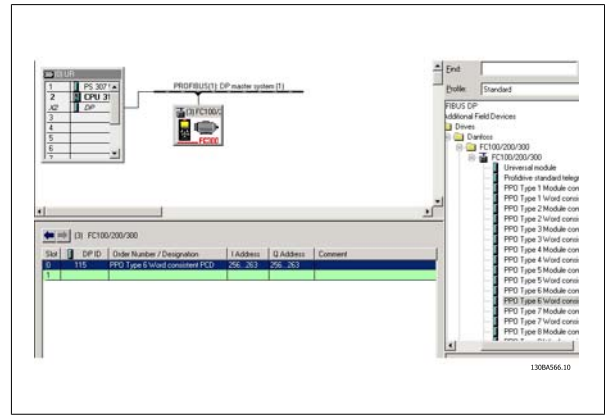 (0) UR
1 PS 307
2 CPU 31
X2 DP
3
4
5
6
7
PROFIBUS(1): DP master system (1)
(3) FC100/2
FC300
Find:
Profile: Standard
FIBUS DP
Additional Field Devices
Drives
Danfoss
FC100/200/300
FC100/200/300
Universal module
Profidrive standard telegr
PPO Type 1 Module con
PPO Type 1 Word consi
PPO Type 2 Module con
PPO Type 2 Word consi
PPO Type 3 Module con
PPO Type 3 Word consi
PPO Type 4 Module con
PPO Type 4 Word consi
PPO Type 5 Module con
PPO Type 5 Word consi
PPO Type 6 Module con
PPO Type 6 Word consi
PPO Type 7 Module con
PPO Type 7 Word consi
PPO Type 8 Module con
(3) FC100/200/300
Slot DP ID Order Number / Designation I Address Q Address Comment
0 115 PPO Type 6 Word consistent PCD 256...263 256...263
1
130BA566.10